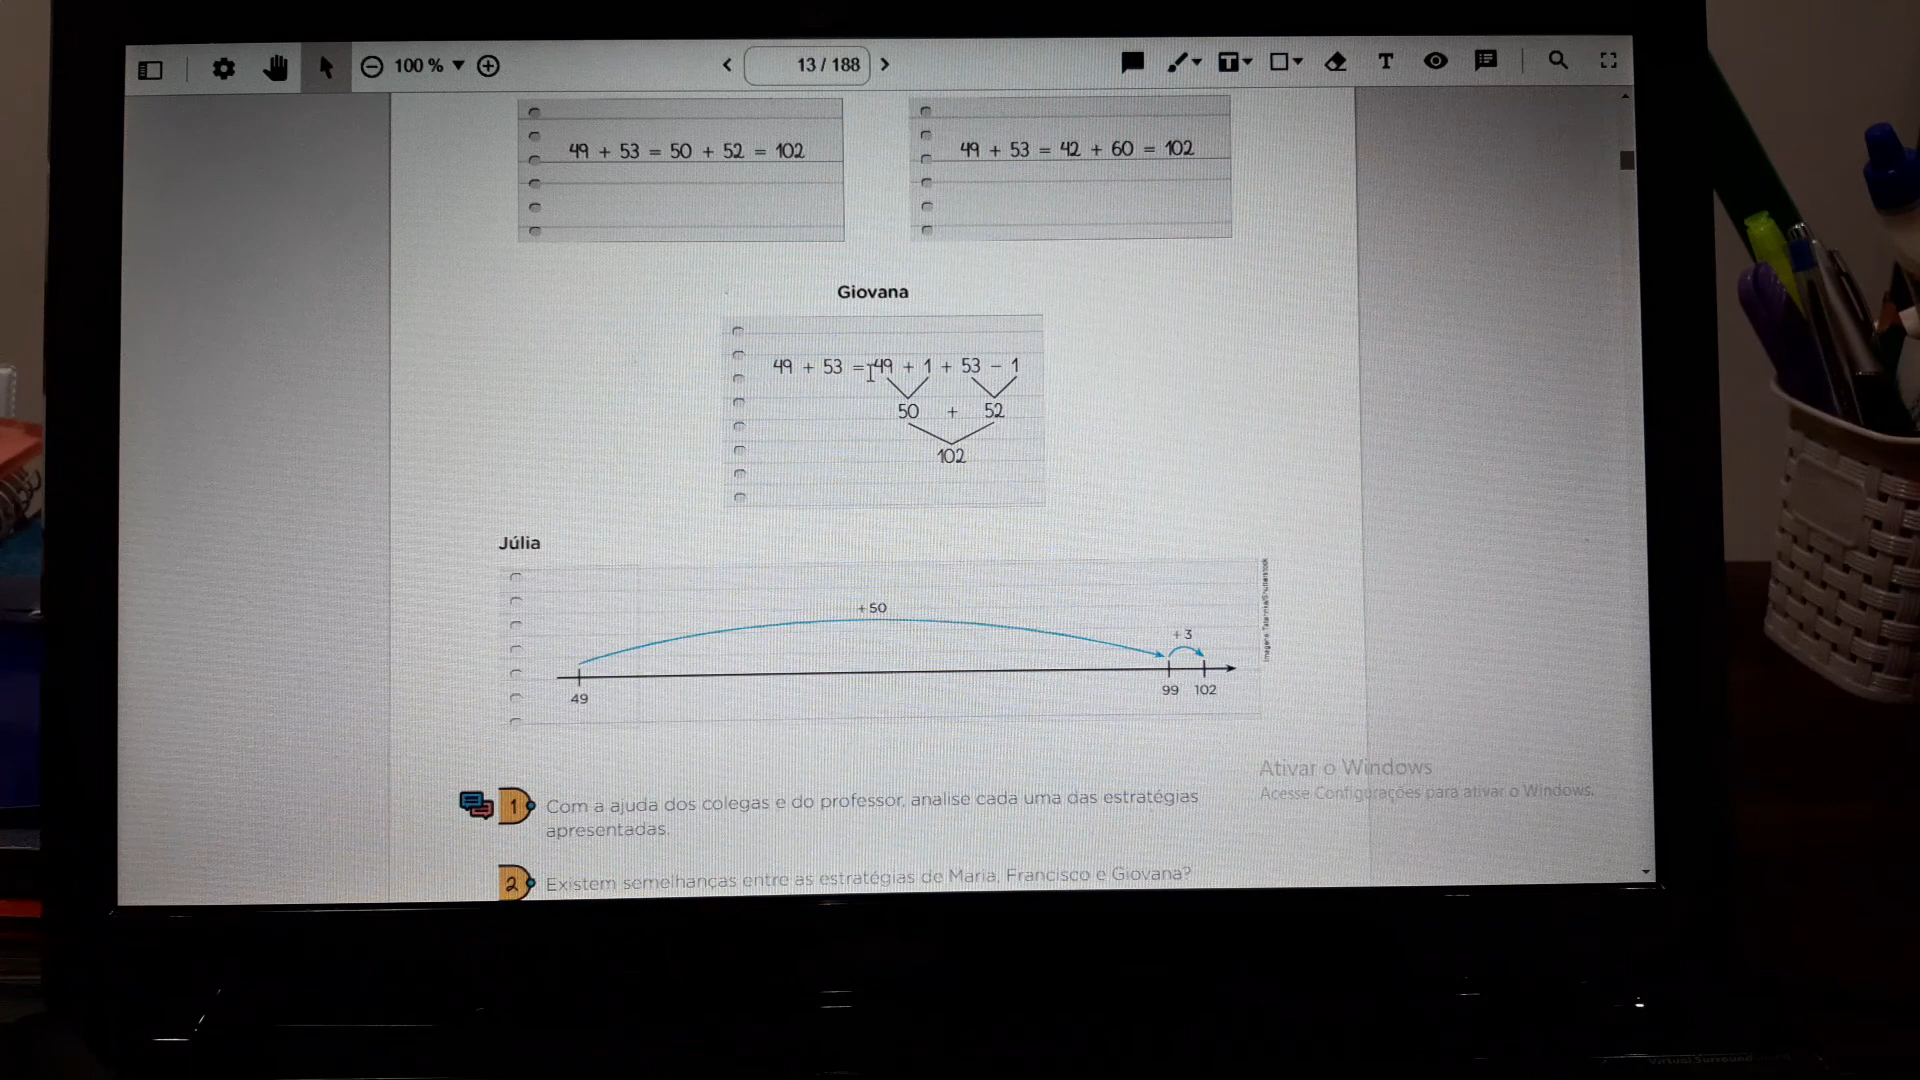 100 %
13 / 188
49 + 53 = 50 + 52 = 102
49 + 53 = 42 + 60 = 102
Giovana
49 + 53 = 49 + 1 + 53 - 1
50 + 52
102
Júlia
+ 50
+ 3
49
99 102
Ativar o Windows
Acesse Configurações para ativar o Windows.
1 Com a ajuda dos colegas e do professor, analise cada uma das estratégias
apresentadas.
2 Existem semelhanças entre as estratégias de Maria, Francisco e Giovana?